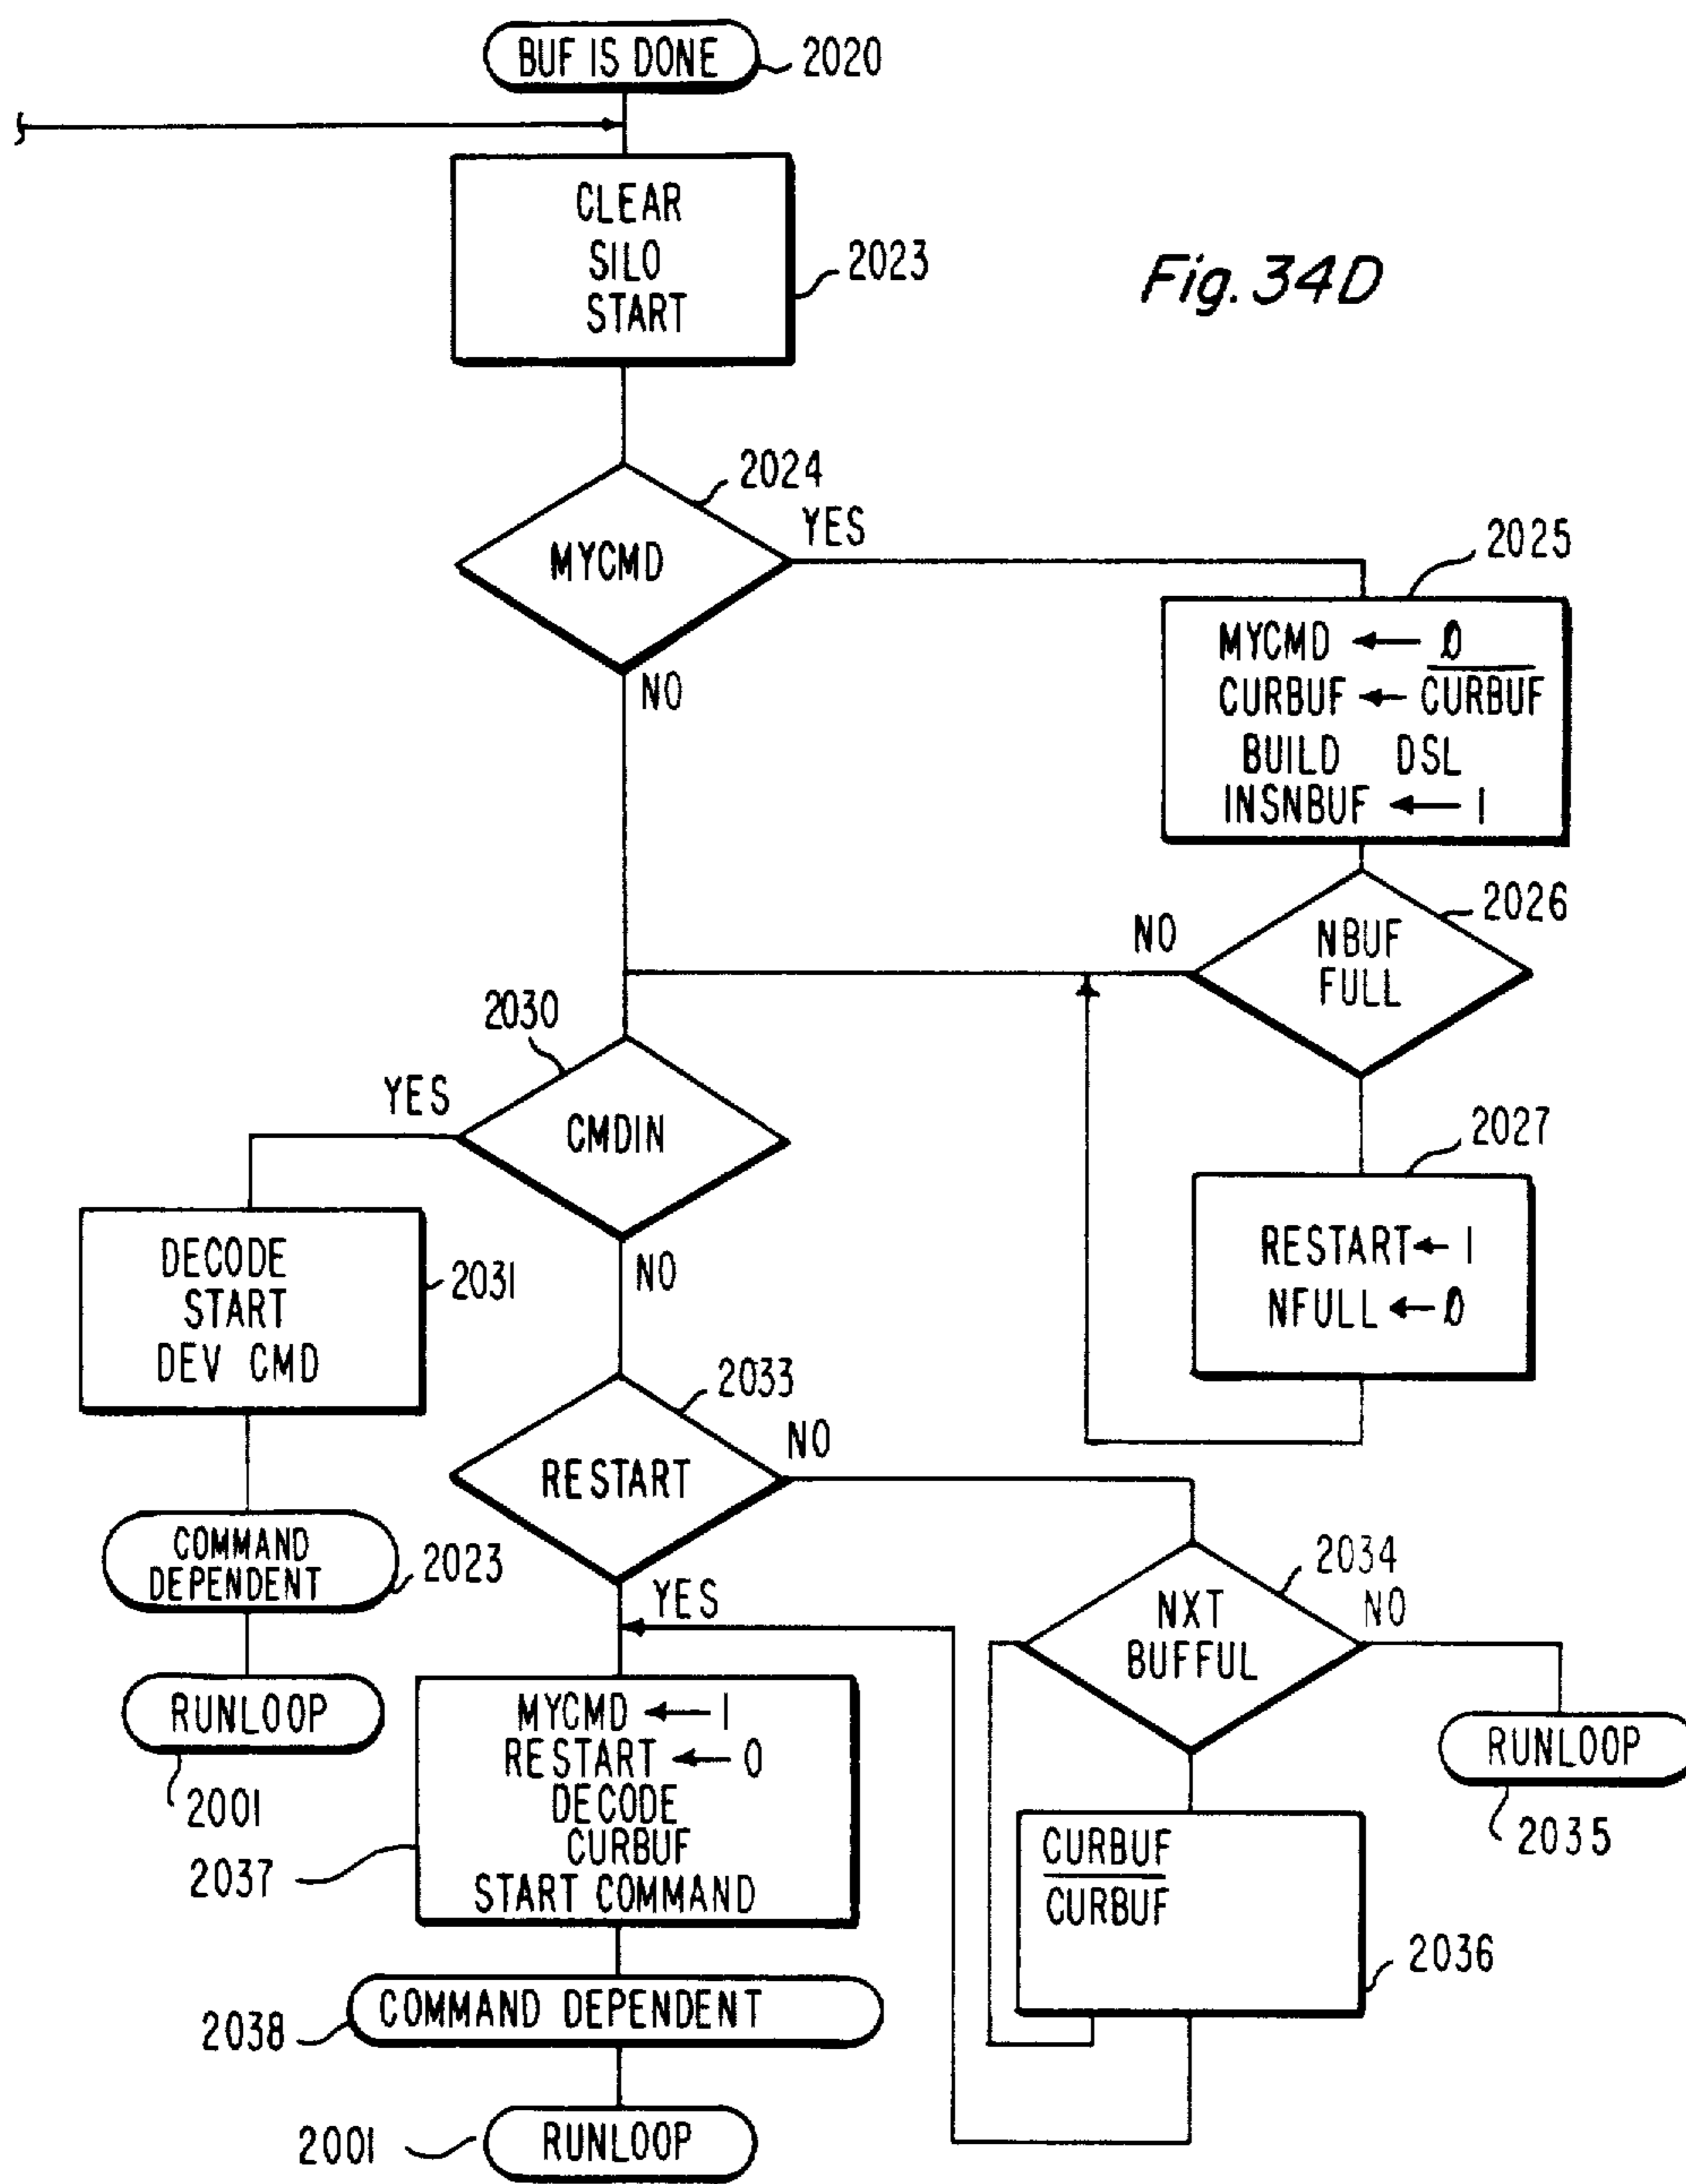 BUF IS DONE
2020
CLEAR
SILO
START
2023
Fig. 34D
2024
MYCMD
YES
NO
2025
MYCMD ← 0
CURBUF ← C̅U̅R̅B̅U̅F̅
BUILD DSL
INSNBUF ← 1
2026
NBUF
FULL
NO
2027
RESTART ← 1
NFULL ← 0
2030
CMDIN
YES
NO
DECODE
START
DEV CMD
2031
COMMAND
DEPENDENT
2023
RUNLOOP
2001
2033
RESTART
NO
YES
2034
NXT
BUFFUL
NO
RUNLOOP
2035
CURBUF
C̅U̅R̅B̅U̅F̅
2036
MYCMD ← 1
RESTART ← 0
DECODE
CURBUF
START COMMAND
2037
COMMAND DEPENDENT
2038
RUNLOOP
2001